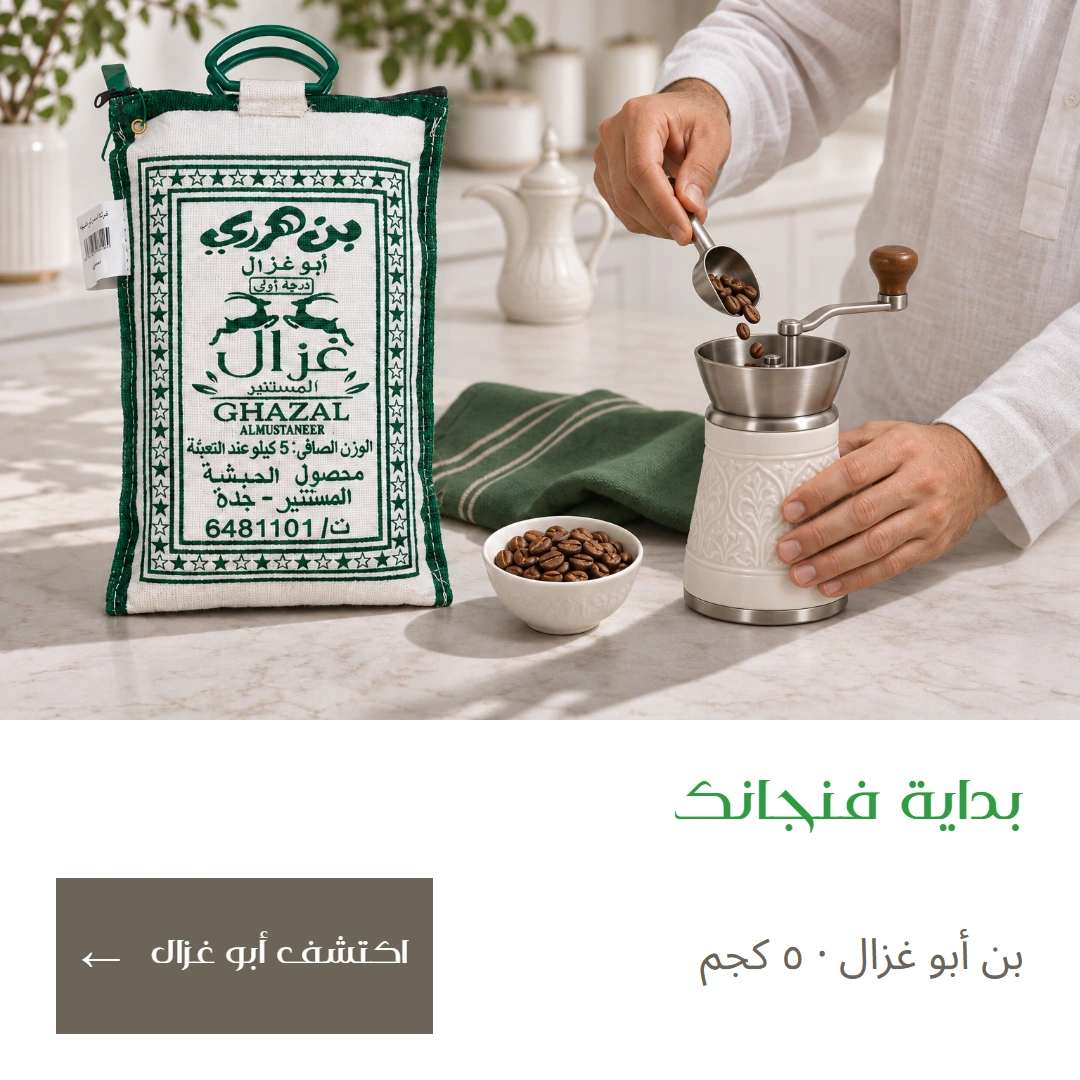 بن هرري
أبو غزال
درجة أولى
غزال
المستنير
GHAZAL
ALMUSTANEER
الوزن الصافي: 5 كيلو عند التعبئة
محصول الحبشة
المستنير - جدة
ت/ 6481101
بداية فنجانك
بن أبو غزال · ٥ كجم
اكتشف أبو غزال ←